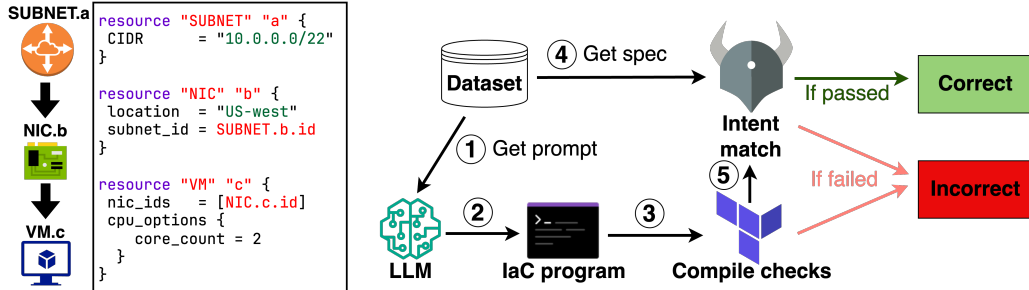 SUBNET.a
NIC.b
VM.c
resource "SUBNET" "a" {
CIDR = "10.0.0.0/22"
}
resource "NIC" "b" {
location = "US-west"
subnet_id = SUBNET.b.id
}
resource "VM" "c" {
nic_ids = [NIC.c.id]
cpu_options {
core_count = 2
}
}
Dataset
4 Get spec
1 Get prompt
LLM
2
IaC program
3
Compile checks
5
Intent
match
If passed
If failed
Correct
Incorrect